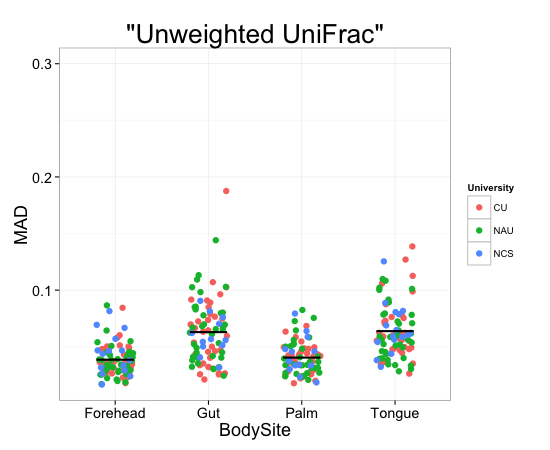 "Unweighted UniFrac"
0.3
0.2
0.1
MAD
Forehead Gut Palm Tongue
BodySite
University
CU
NAU
NCS